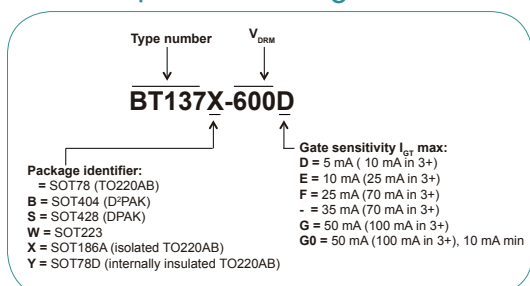 Type number
VDRM
BT137X-600D
Package identifier:
= SOT78 (TO220AB)
B = SOT404 (D²PAK)
S = SOT428 (DPAK)
W = SOT223
X = SOT186A (isolated TO220AB)
Y = SOT78D (internally insulated TO220AB)
Gate sensitivity IGT max:
D = 5 mA ( 10 mA in 3+)
E = 10 mA (25 mA in 3+)
F = 25 mA (70 mA in 3+)
- = 35 mA (70 mA in 3+)
G = 50 mA (100 mA in 3+)
G0 = 50 mA (100 mA in 3+), 10 mA min